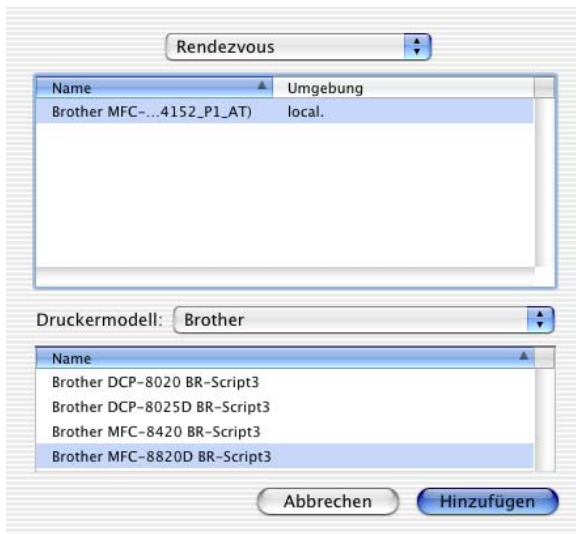 Rendezvous
Name Umgebung
Brother MFC-...4152_P1_AT) local.
Druckermodell: Brother
Name
Brother DCP-8020 BR-Script3
Brother DCP-8025D BR-Script3
Brother MFC-8420 BR-Script3
Brother MFC-8820D BR-Script3
Abbrechen Hinzufügen